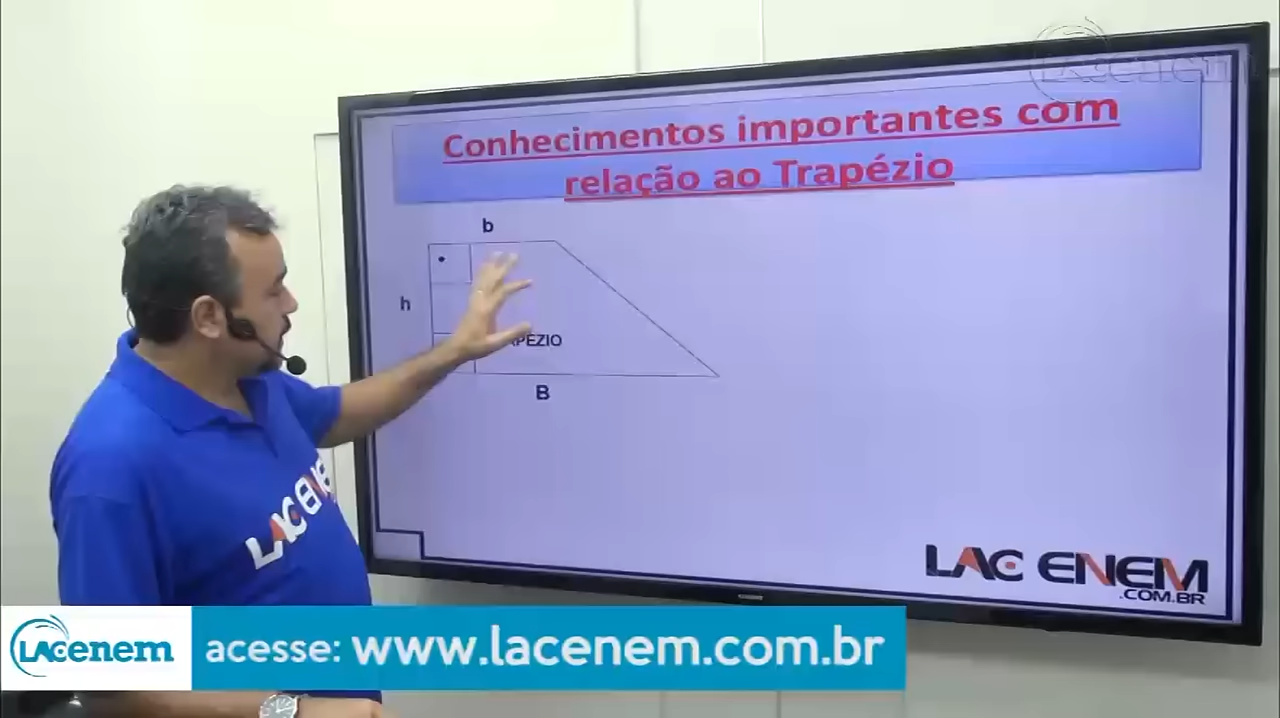 LACenem
Conhecimentos importantes com
relação ao Trapézio
b
h
B
LAC ENEM
.COM.BR
LACenem
acesse: www.lacenem.com.br